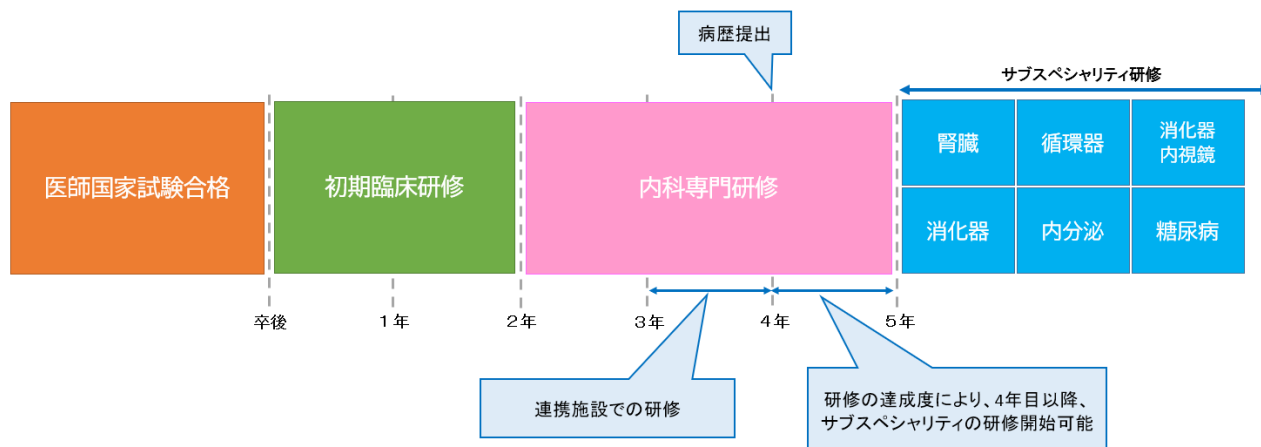 病歴提出
サブスペシャリティ研修
医師国家試験合格
初期臨床研修
内科専門研修
腎臓
循環器
消化器
内視鏡
消化器
内分泌
糖尿病
卒後
1年
2年
3年
4年
5年
連携施設での研修
研修の達成度により、4年目以降、
サブスペシャリティの研修開始可能